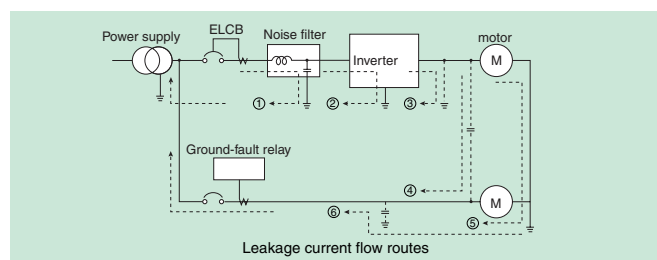 ELCB
Power supply
Noise filter
motor
Inverter
M
①
②
③
Ground-fault relay
④
M
⑥
⑤
Leakage current flow routes